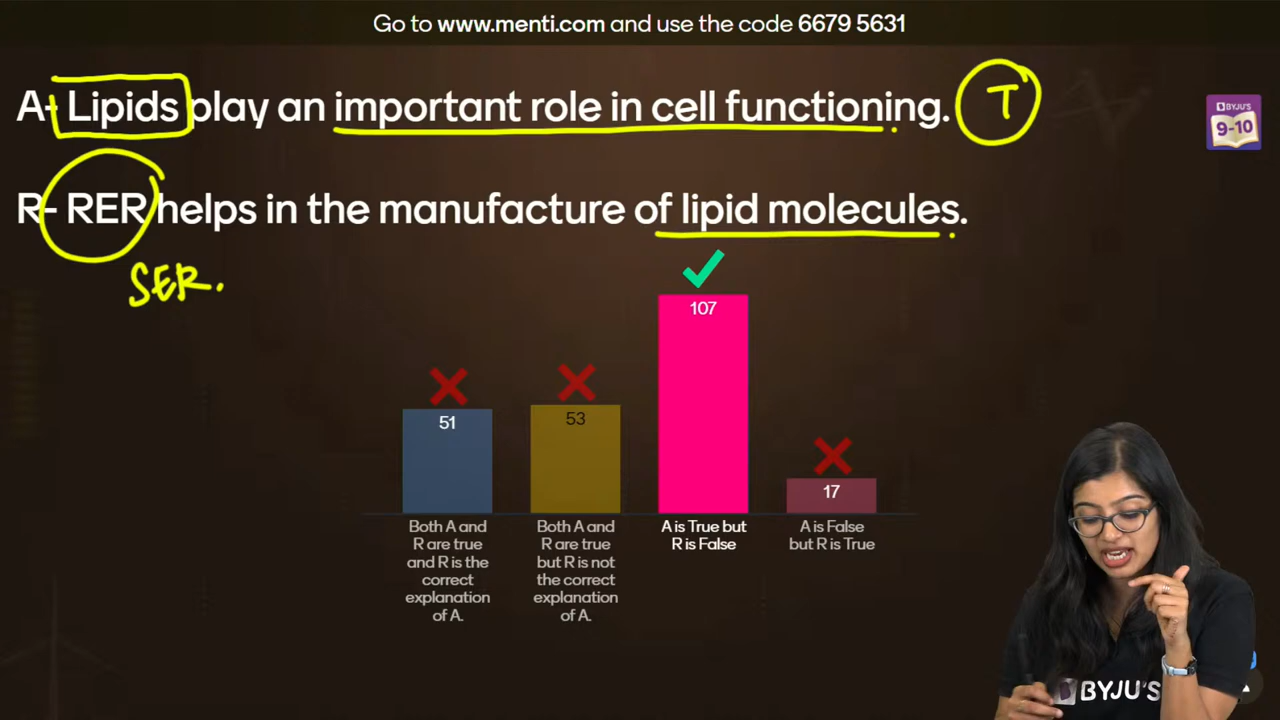 Go to www.menti.com and use the code 6679 5631
A- Lipids play an important role in cell functioning. T
BYJU'S
9-10
R- RER helps in the manufacture of lipid molecules.
SER.
107
51
53
17
Both A and
R are true
and R is the
correct
explanation
of A.
Both A and
R are true
but R is not
the correct
explanation
of A.
A is True but
R is False
A is False
but R is True
BYJU'S